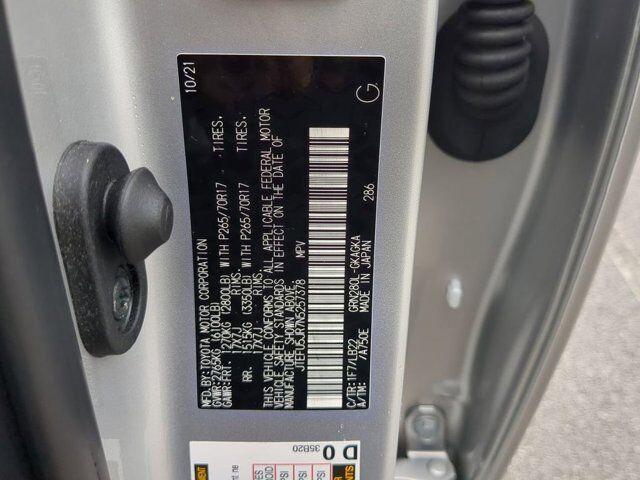 10/21
MFD. BY: TOYOTA MOTOR CORPORATION
GVWR: 2765KG (6100LB)
GAWR: FRT. 1270KG (2800LB) WITH P265/70R17 TIRES,
17X7J RIMS,
RR. 1515KG (3350LB) WITH P265/70R17 TIRES,
17X7J RIMS,
THIS VEHICLE CONFORMS TO ALL APPLICABLE FEDERAL MOTOR
VEHICLE SAFETY STANDARDS IN EFFECT ON THE DATE OF
MANUFACTURE SHOWN ABOVE.
JTEFU5JR7N5257378 MPV
C/TR: 1F7/LB22 GRN280L-GKAGKA 286
A/TM: /A750E MADE IN JAPAN
G
D 0
35B20